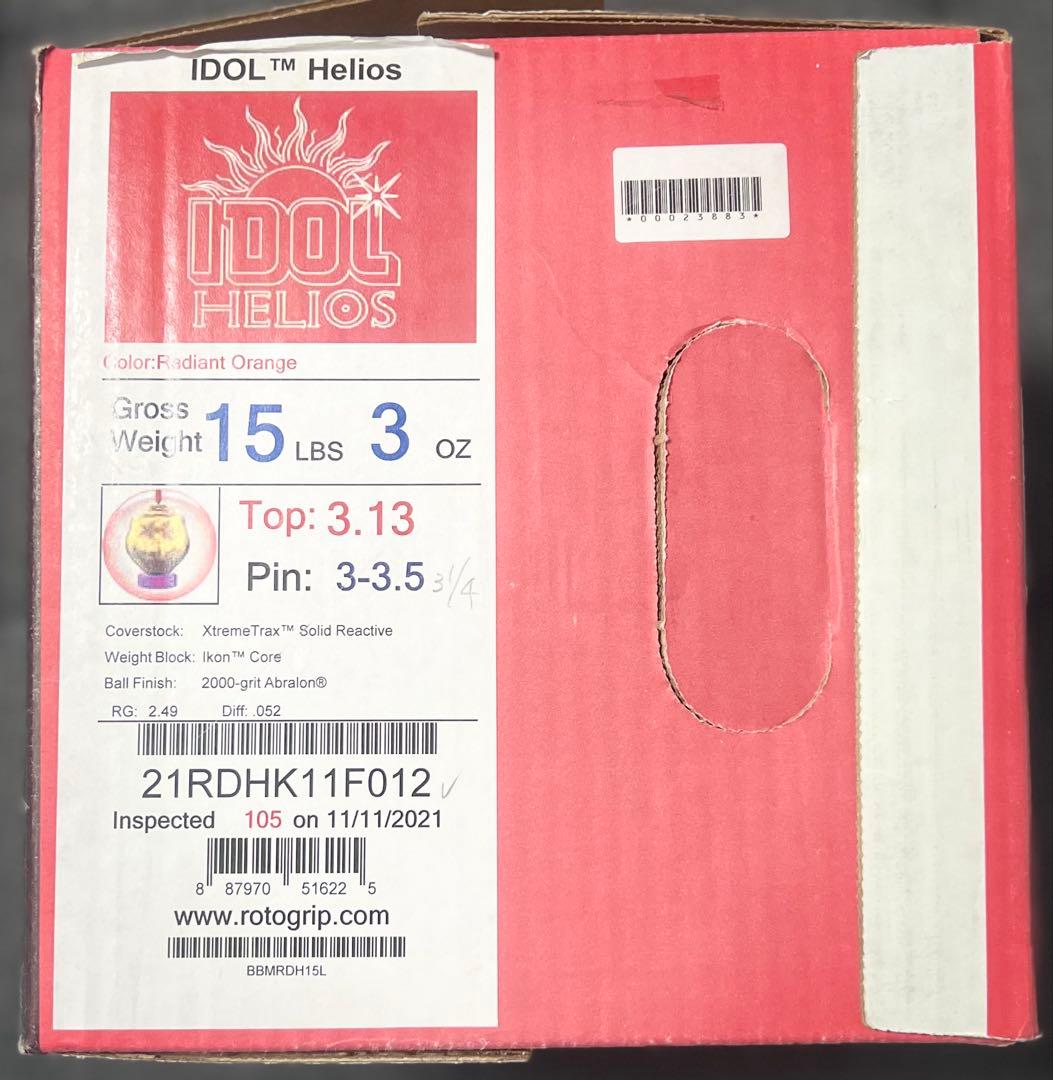 IDOL™ Helios
IDOL
HELIOS
Color:Radiant Orange
Gross Weight 15 LBS 3 OZ
Top: 3.13
Pin: 3-3.5 3 1/4
Coverstock: XtremeTrax™ Solid Reactive
Weight Block: Ikon™ Core
Ball Finish: 2000-grit Abralon®
RG: 2.49 Diff: .052
21RDHK11F012
Inspected 105 on 11/11/2021
8 87970 51622 5
www.rotogrip.com
BBMRDH15L
*00023883*